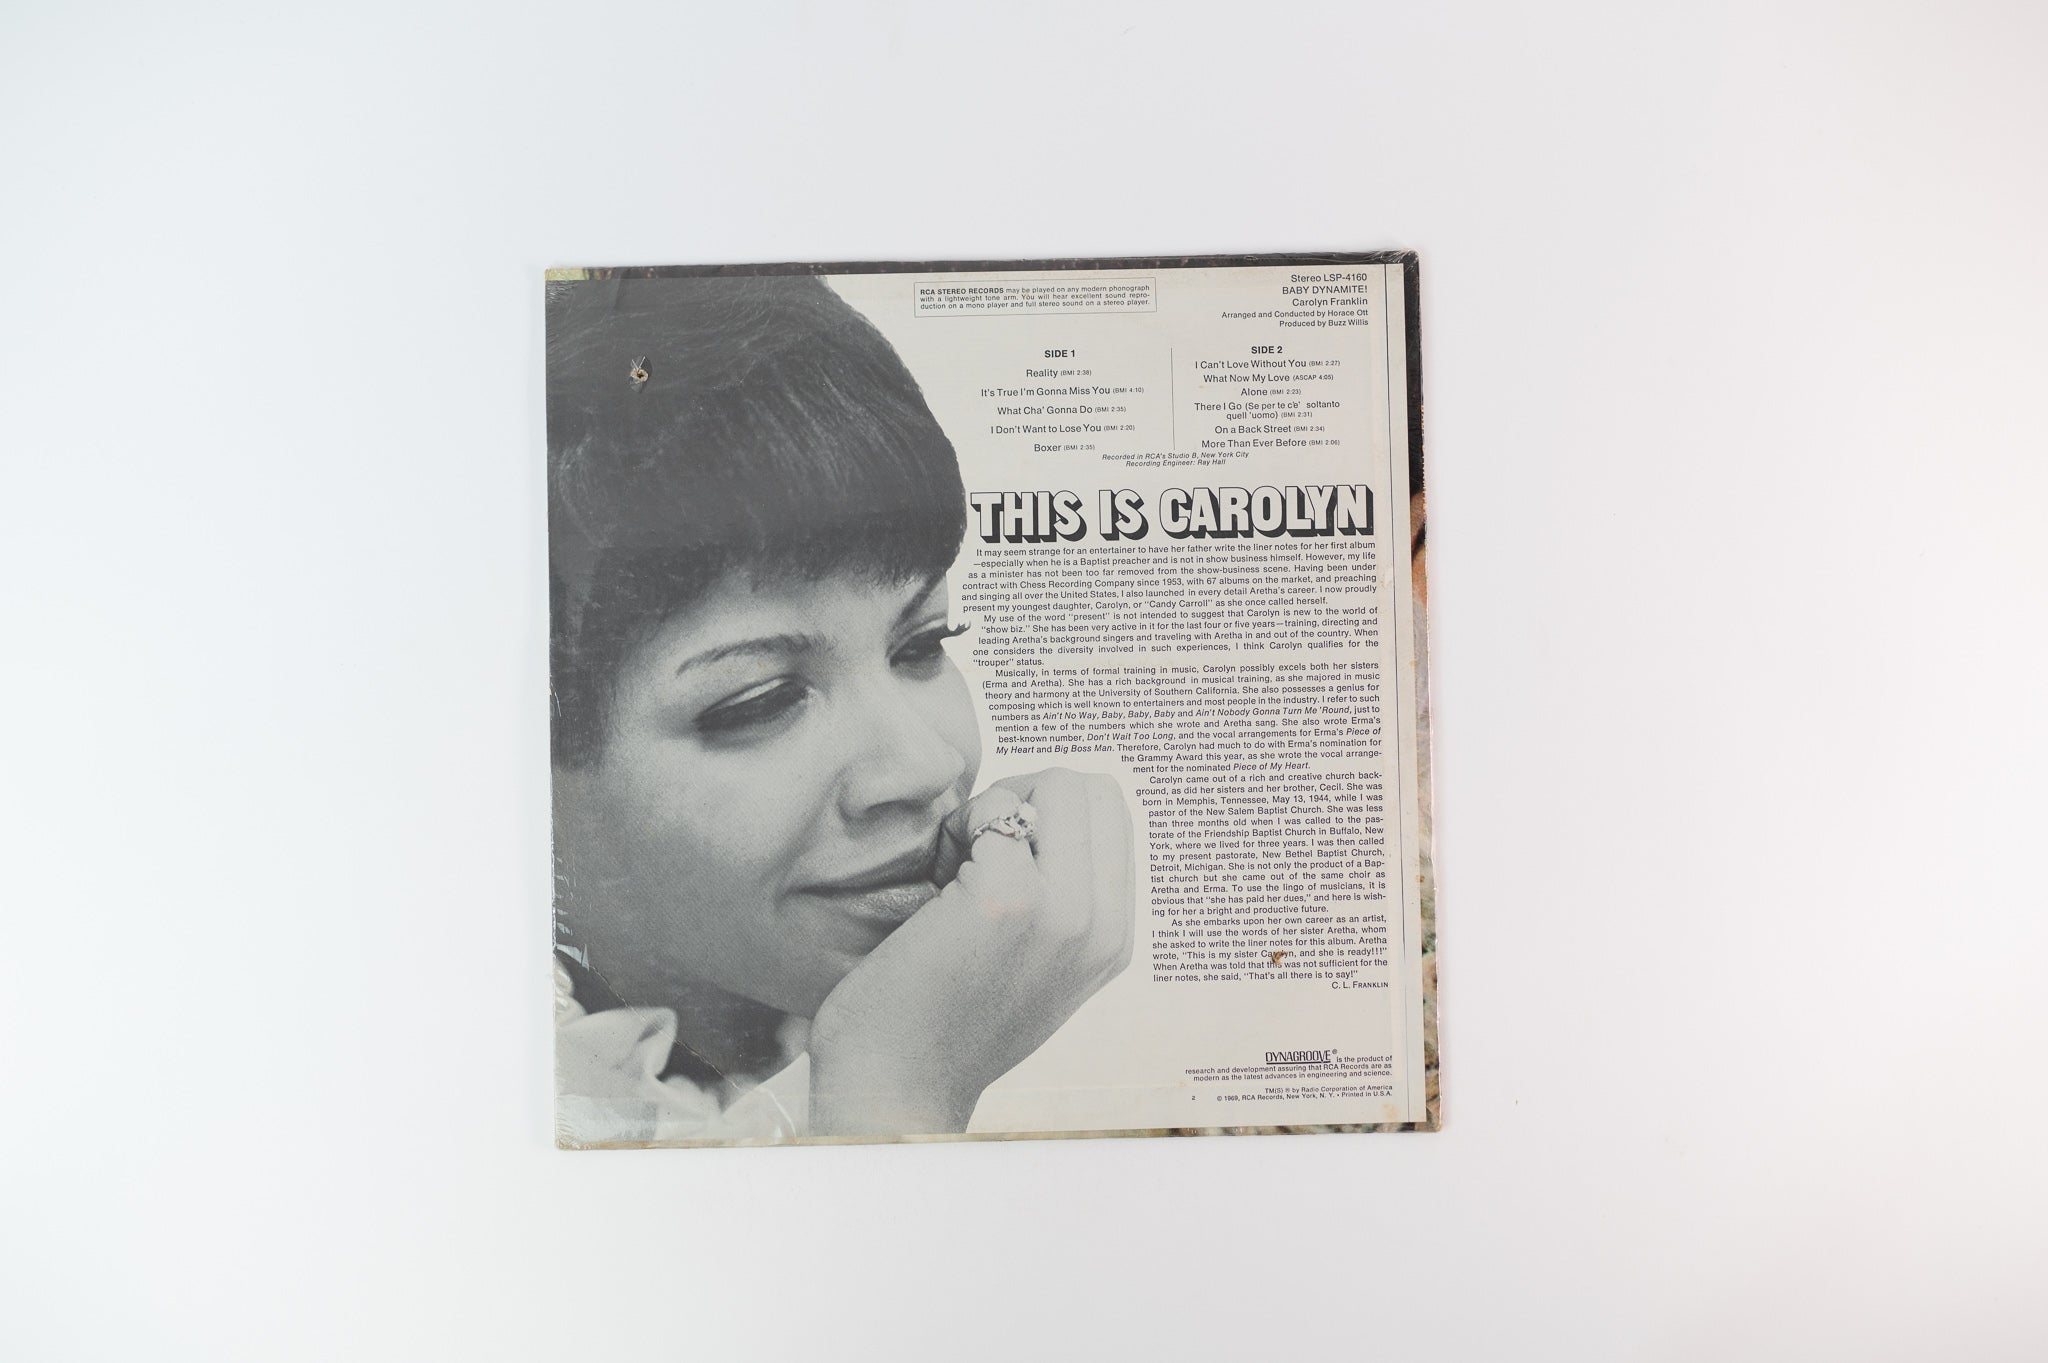 RCA STEREO RECORDS may be played on any modern phonograph
with a lightweight tone arm. You will hear excellent sound repro-
duction on a mono player and full stereo sound on a stereo player.
Stereo LSP-4160
BABY DYNAMITE!
Carolyn Franklin
Arranged and Conducted by Horace Ott
Produced by Buzz Willis
SIDE 1
Reality (BMI 2:38)
It's True I'm Gonna Miss You (BMI 4:10)
What Cha' Gonna Do (BMI 2:35)
I Don't Want to Lose You (BMI 2:20)
Boxer (BMI 2:35)
SIDE 2
I Can't Love Without You (BMI 2:27)
What Now My Love (ASCAP 4:05)
Alone (BMI 2:23)
There I Go (Se per te c'e' soltanto
quell 'uomo) (BMI 2:31)
On a Back Street (BMI 2:34)
More Than Ever Before (BMI 2:06)
Recorded in RCA's Studio B, New York City
Recording Engineer: Ray Hall
THIS IS CAROLYN
It may seem strange for an entertainer to have her father write the liner notes for her first album
—especially when he is a Baptist preacher and is not in show business himself. However, my life
as a minister has not been too far removed from the show-business scene. Having been under
contract with Chess Recording Company since 1953, with 67 albums on the market, and preaching
and singing all over the United States, I also launched in every detail Aretha's career. I now proudly
present my youngest daughter, Carolyn, or "Candy Carroll" as she once called herself.
My use of the word "present" is not intended to suggest that Carolyn is new to the world of
"show biz." She has been very active in it for the last four or five years—training, directing and
leading Aretha's background singers and traveling with Aretha in and out of the country. When
one considers the diversity involved in such experiences, I think Carolyn qualifies for the
"trouper" status.
Musically, in terms of formal training in music, Carolyn possibly excels both her sisters
(Erma and Aretha). She has a rich background in musical training, as she majored in music
theory and harmony at the University of Southern California. She also possesses a genius for
composing which is well known to entertainers and most people in the industry. I refer to such
numbers as Ain't No Way, Baby, Baby, Baby and Ain't Nobody Gonna Turn Me 'Round, just to
mention a few of the numbers which she wrote and Aretha sang. She also wrote Erma's
best-known number, Don't Wait Too Long, and the vocal arrangements for Erma's Piece of
My Heart and Big Boss Man. Therefore, Carolyn had much to do with Erma's nomination for
the Grammy Award this year, as she wrote the vocal arrange-
ment for the nominated Piece of My Heart.
Carolyn came out of a rich and creative church back-
ground, as did her sisters and her brother, Cecil. She was
born in Memphis, Tennessee, May 13, 1944, while I was
pastor of the New Salem Baptist Church. She was less
than three months old when I was called to the pas-
torate of the Friendship Baptist Church in Buffalo, New
York, where we lived for three years. I was then called
to my present pastorate, New Bethel Baptist Church,
Detroit, Michigan. She is not only the product of a Bap-
tist church but she came out of the same choir as
Aretha and Erma. To use the lingo of musicians, it is
obvious that "she has paid her dues," and here is wish-
ing for her a bright and productive future.
As she embarks upon her own career as an artist,
I think I will use the words of her sister Aretha, whom
she asked to write the liner notes for this album. Aretha
wrote, "This is my sister Carolyn, and she is ready!!!"
When Aretha was told that this was not sufficient for the
liner notes, she said, "That's all there is to say!"
C. L. FRANKLIN
DYNAGROOVE® is the product of
research and development assuring that RCA Records are as
modern as the latest advances in engineering and science.
TM(S) ® by Radio Corporation of America
2 © 1969, RCA Records, New York, N. Y. • Printed in U.S.A.